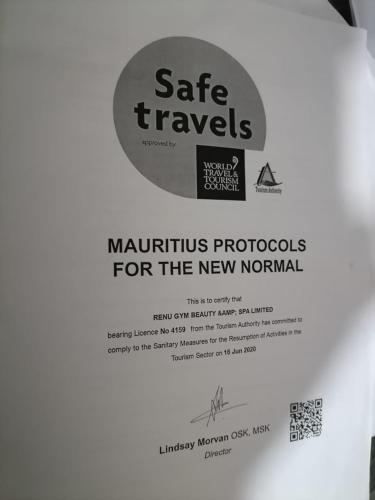 Safe
travels
approved by
WORLD
TRAVEL &
TOURISM
COUNCIL
Tourism Authority
MAURITIUS PROTOCOLS
FOR THE NEW NORMAL
This is to certify that
RENU GYM BEAUTY &AMP; SPA LIMITED
bearing Licence No 4159 from the Tourism Authority has committed to
comply to the Sanitary Measures for the Resumption of Activities in the
Tourism Sector on 18 Jun 2020
Lindsay Morvan OSK, MSK
Director